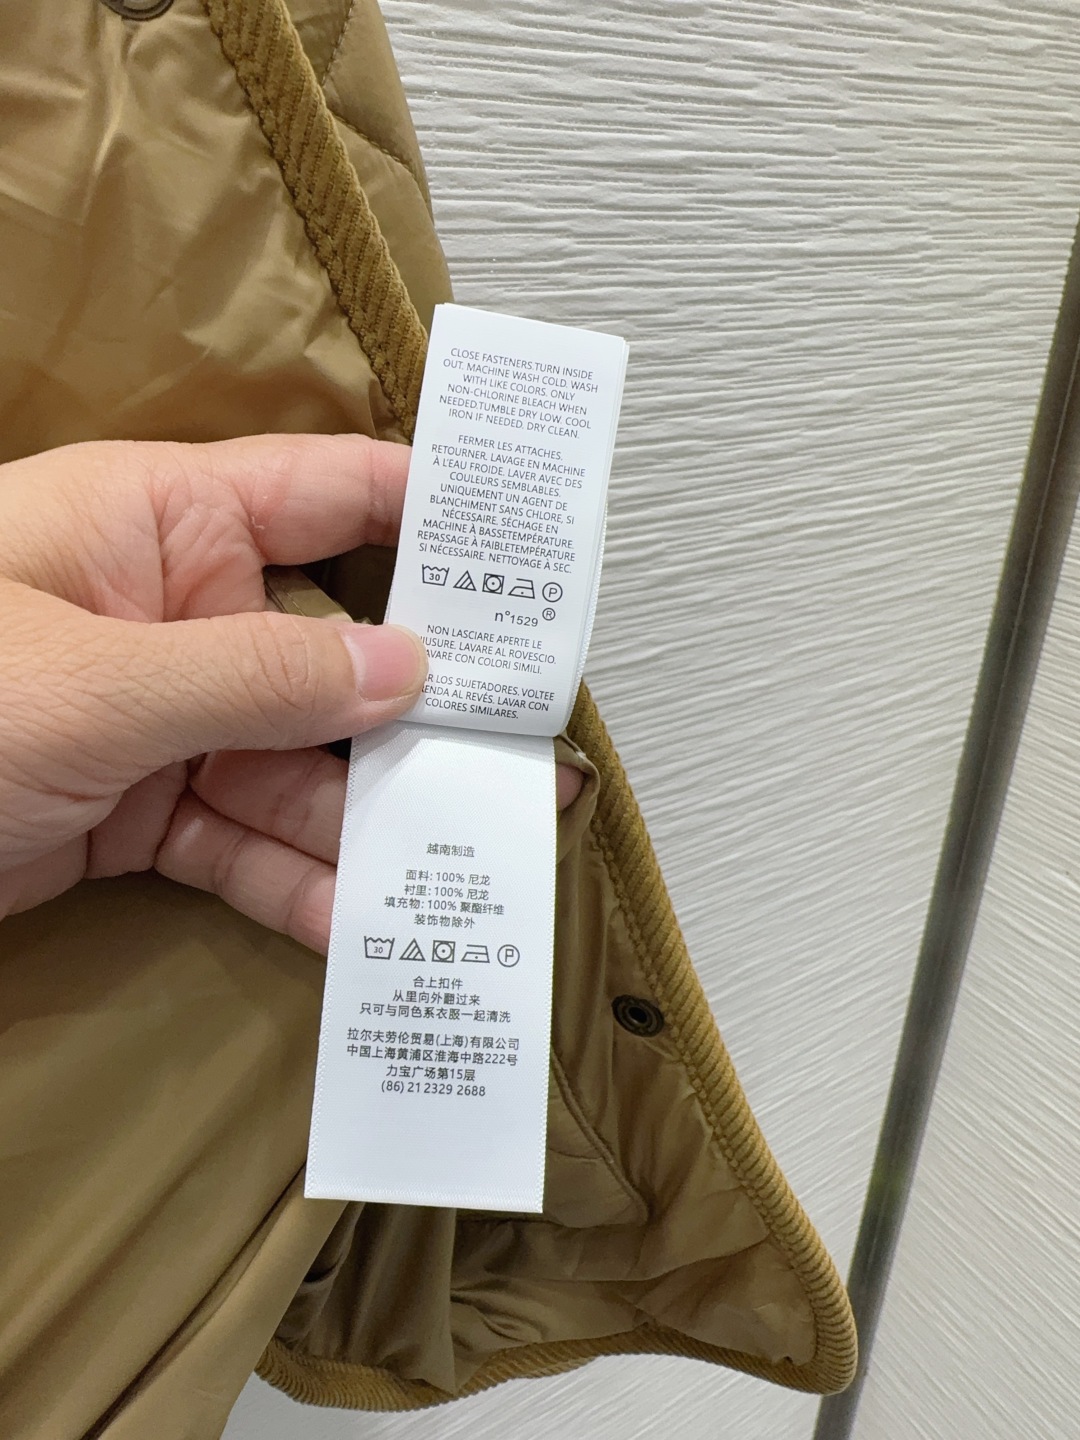 CLOSE FASTENERS.TURN INSIDE
OUT. MACHINE WASH COLD. WASH
WITH LIKE COLORS. ONLY
NON-CHLORINE BLEACH WHEN
NEEDED.TUMBLE DRY LOW. COOL
IRON IF NEEDED. DRY CLEAN.
FERMER LES ATTACHES.
RETOURNER. LAVAGE EN MACHINE
À L'EAU FROIDE. LAVER AVEC DES
COULEURS SEMBLABLES.
UNIQUEMENT UN AGENT DE
BLANCHIMENT SANS CHLORE, SI
NÉCESSAIRE. SÉCHAGE EN
MACHINE À BASSETEMPÉRATURE.
REPASSAGE À FAIBLETEMPÉRATURE
SI NÉCESSAIRE. NETTOYAGE À SEC.
30 P
n°1529 ®
NON LASCIARE APERTE LE
IUSURE. LAVARE AL ROVESCIO.
AVARE CON COLORI SIMILI.
R LOS SUJETADORES. VOLTEE
ENDA AL REVÉS. LAVAR CON
COLORES SIMILARES.
越南制造
面料: 100% 尼龙
衬里: 100% 尼龙
填充物: 100% 聚酯纤维
装饰物除外
30 P
合上扣件
从里向外翻过来
只可与同色系衣服一起清洗
拉尔夫劳伦贸易(上海)有限公司
中国上海黄浦区淮海中路222号
力宝广场第15层
(86) 21 2329 2688